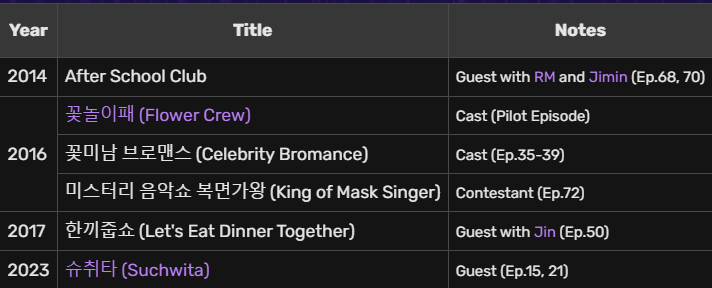 Year Title Notes
2014 After School Club Guest with RM and Jimin (Ep.68, 70)
꽃놀이패 (Flower Crew) Cast (Pilot Episode)
2016 꽃미남 브로맨스 (Celebrity Bromance) Cast (Ep.35-39)
미스터리 음악쇼 복면가왕 (King of Mask Singer) Contestant (Ep.72)
2017 한끼줍쇼 (Let's Eat Dinner Together) Guest with Jin (Ep.50)
2023 슈취타 (Suchwita) Guest (Ep.15, 21)